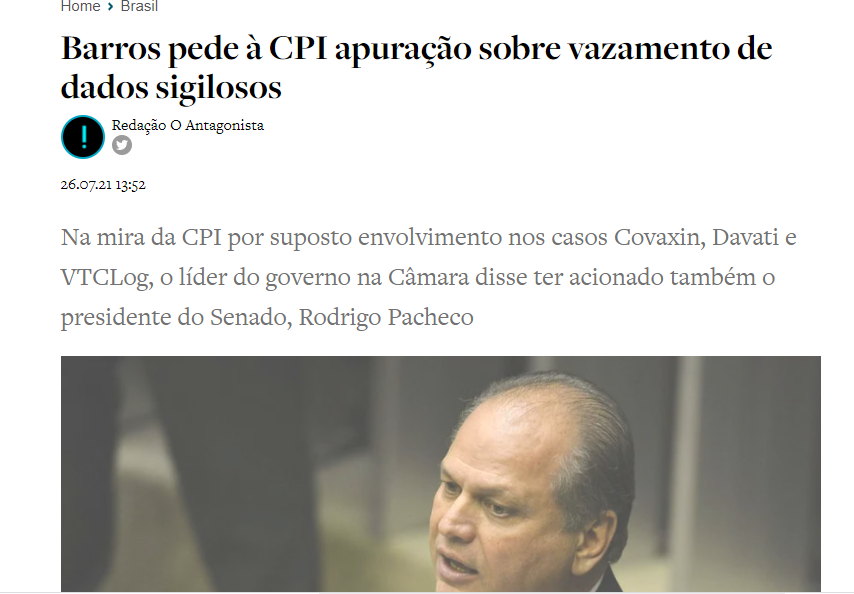 Home > Brasil
Barros pede à CPI apuração sobre vazamento de
dados sigilosos
!
Redação O Antagonista
26.07.21 13:52
Na mira da CPI por suposto envolvimento nos casos Covaxin, Davati e
VTCLog, o líder do governo na Câmara disse ter acionado também o
presidente do Senado, Rodrigo Pacheco